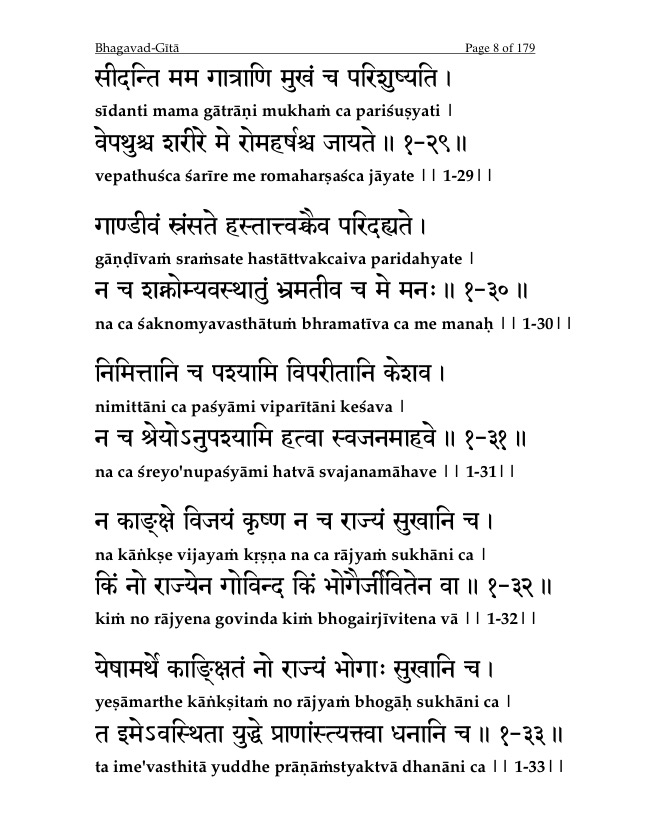 Bhagavad-Gītā Page 8 of 179
सीदन्ति मम गात्राणि मुखं च परिशुष्यति ।
sīdanti mama gātrāṇi mukhaṁ ca pariśuṣyati |
वेपथुश्च शरीरे मे रोमहर्षश्च जायते ॥ १-२९॥
vepathuśca śarīre me romaharṣaśca jāyate || 1-29||
गाण्डीवं स्रंसते हस्तात्त्वक्चैव परिदह्यते ।
gāṇḍīvaṁ sraṁsate hastāttvakcaiva paridahyate |
न च शक्नोम्यवस्थातुं भ्रमतीव च मे मनः ॥ १-३०॥
na ca śaknomyavasthātuṁ bhramatīva ca me manaḥ || 1-30||
निमित्तानि च पश्यामि विपरीतानि केशव ।
nimittāni ca paśyāmi viparītāni keśava |
न च श्रेयोऽनुपश्यामि हत्वा स्वजनमाहवे ॥ १-३१॥
na ca śreyo'nupaśyāmi hatvā svajanamāhave || 1-31||
न काङ्क्षे विजयं कृष्ण न च राज्यं सुखानि च ।
na kāṅkṣe vijayaṁ kṛṣṇa na ca rājyaṁ sukhāni ca |
किं नो राज्येन गोविन्द किं भोगैर्जीवितेन वा ॥ १-३२॥
kiṁ no rājyena govinda kiṁ bhogairjīvitena vā || 1-32||
येषामर्थे काङ्क्षितं नो राज्यं भोगाः सुखानि च ।
yeṣāmarthe kāṅkṣitaṁ no rājyaṁ bhogāḥ sukhāni ca |
त इमेऽवस्थिता युद्धे प्राणांस्त्यक्त्वा धनानि च ॥ १-३३॥
ta ime'vasthitā yuddhe prāṇāṁstyaktvā dhanāni ca || 1-33||